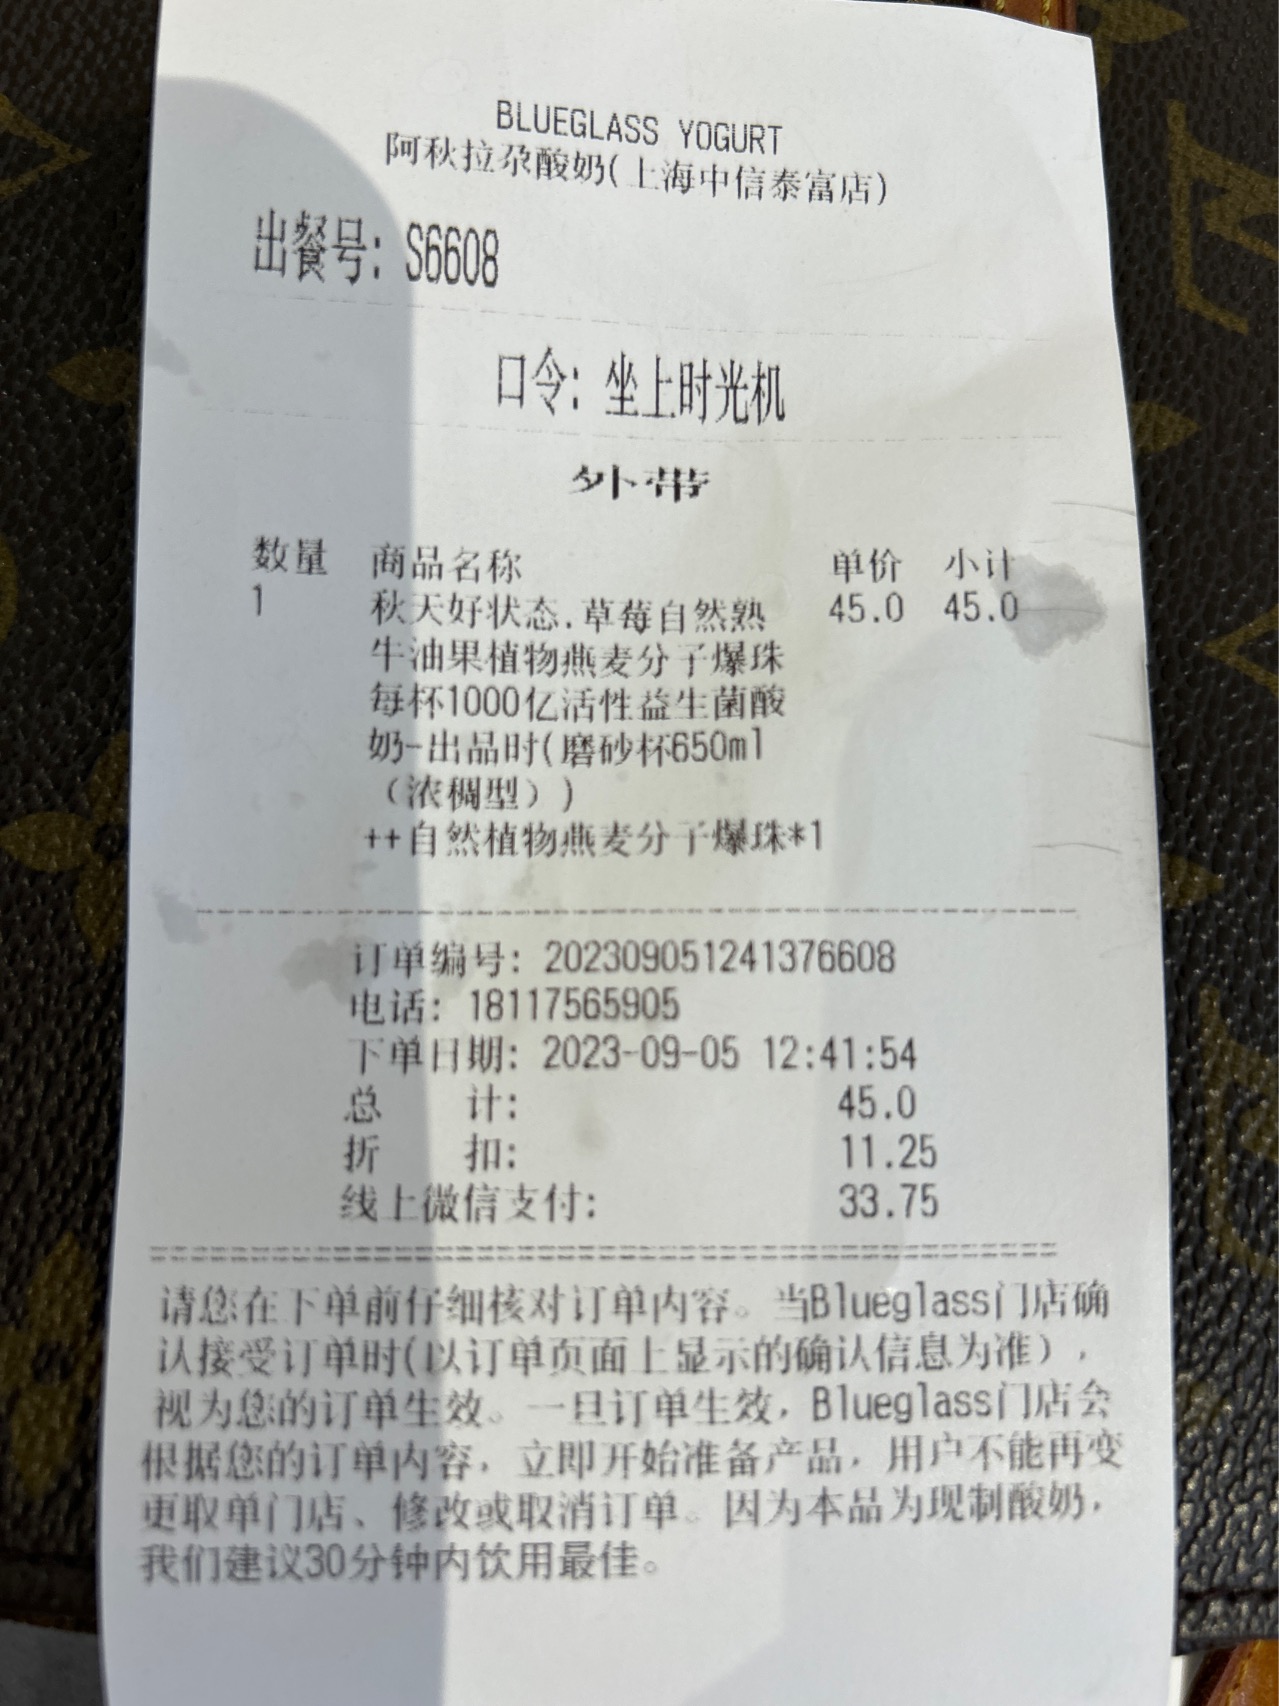 BLUEGLASS YOGURT
阿秋拉尕酸奶(上海中信泰富店)
出餐号: S6608
口令: 坐上时光机
外带
数量 商品名称 单价 小计
1 秋天好状态.草莓自然熟 45.0 45.0
牛油果植物燕麦分子爆珠
每杯1000亿活性益生菌酸
奶-出品时(磨砂杯650ml
（浓稠型）)
++自然植物燕麦分子爆珠*1
订单编号: 202309051241376608
电话: 18117565905
下单日期: 2023-09-05 12:41:54
总 计: 45.0
折 扣: 11.25
线上微信支付: 33.75
请您在下单前仔细核对订单内容。当Blueglass门店确
认接受订单时(以订单页面上显示的确认信息为准)，
视为您的订单生效。一旦订单生效，Blueglass门店会
根据您的订单内容，立即开始准备产品，用户不能再变
更取单门店、修改或取消订单。因为本品为现制酸奶，
我们建议30分钟内饮用最佳。